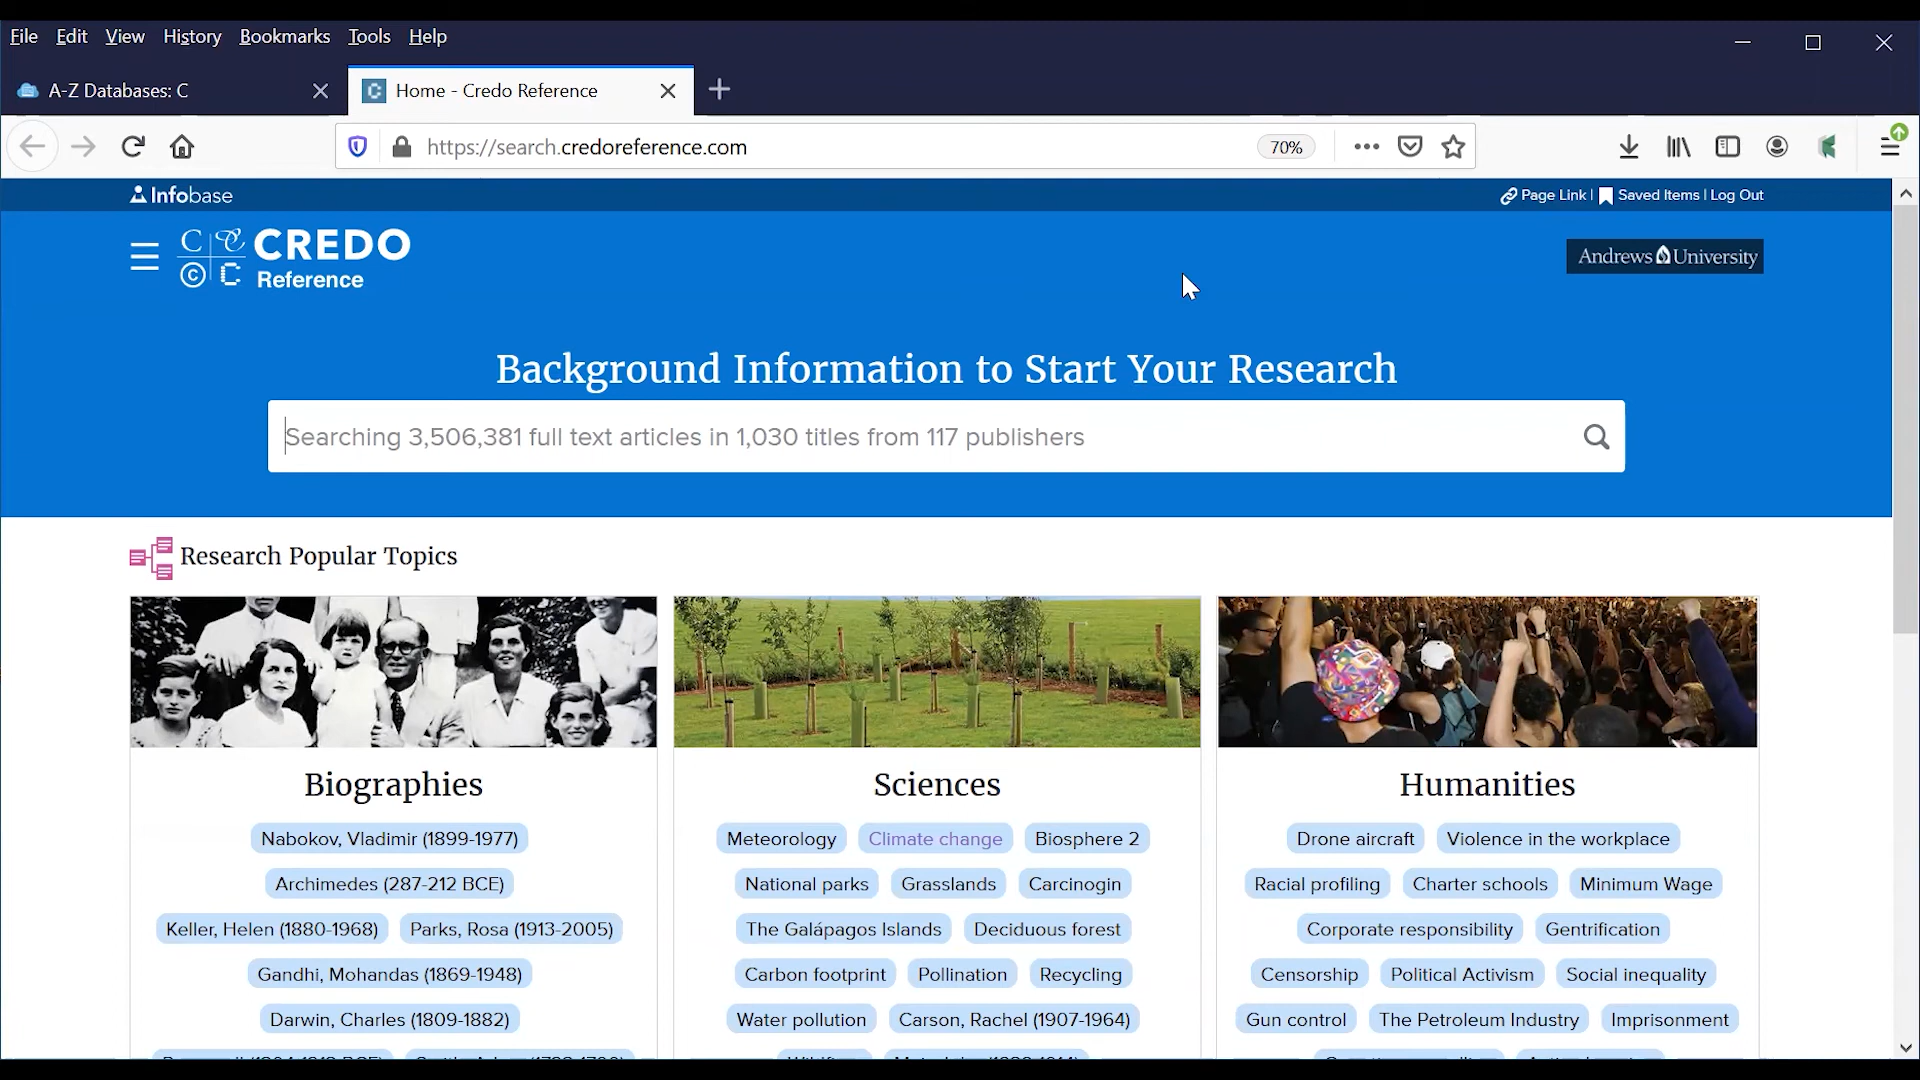 File Edit View History Bookmarks Tools Help
A-Z Databases: C
Home - Credo Reference
https://search.credoreference.com
70%
Infobase
Page Link | Saved Items | Log Out
CREDO
Reference
Andrews University
Background Information to Start Your Research
Searching 3,506,381 full text articles in 1,030 titles from 117 publishers
Research Popular Topics
Biographies
Nabokov, Vladimir (1899-1977)
Archimedes (287-212 BCE)
Keller, Helen (1880-1968) Parks, Rosa (1913-2005)
Gandhi, Mohandas (1869-1948)
Darwin, Charles (1809-1882)
Sciences
Meteorology Climate change Biosphere 2
National parks Grasslands Carcinogin
The Galápagos Islands Deciduous forest
Carbon footprint Pollination Recycling
Water pollution Carson, Rachel (1907-1964)
Humanities
Drone aircraft Violence in the workplace
Racial profiling Charter schools Minimum Wage
Corporate responsibility Gentrification
Censorship Political Activism Social inequality
Gun control The Petroleum Industry Imprisonment